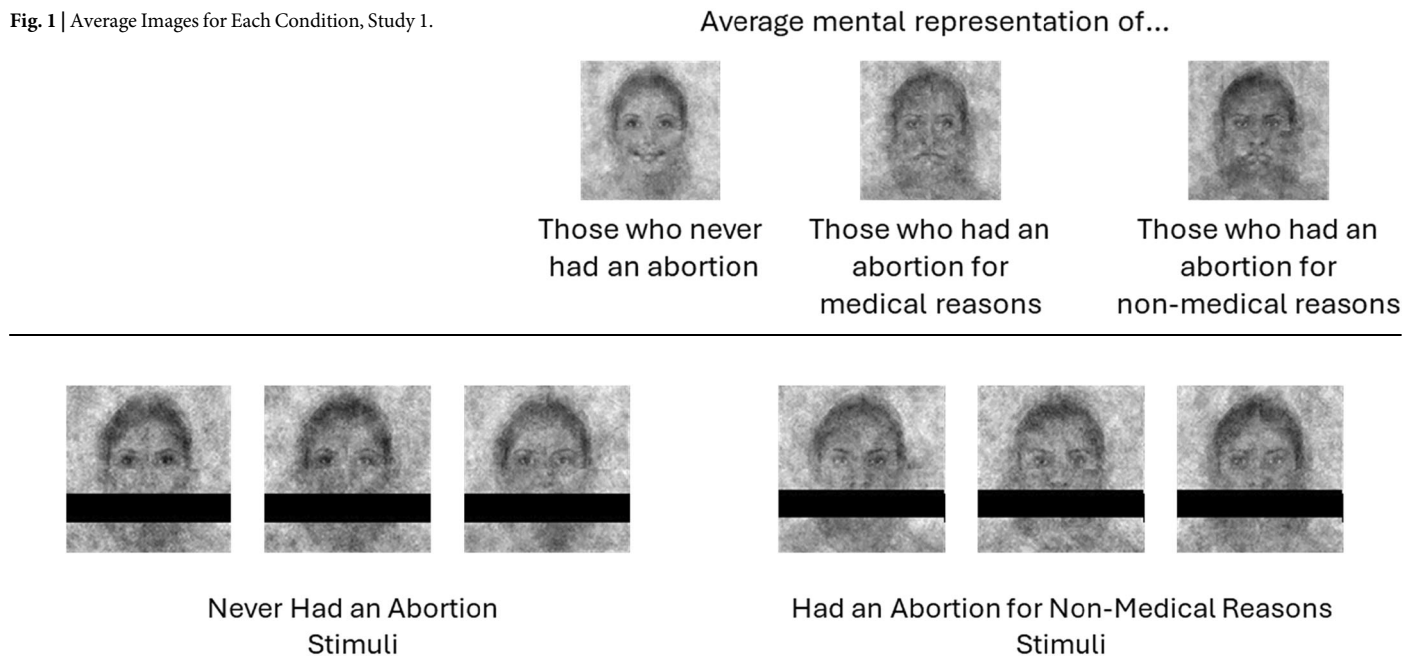 Fig. 1 | Average Images for Each Condition, Study 1.
Average mental representation of...
Those who never
had an abortion
Those who had an
abortion for
medical reasons
Those who had an
abortion for
non-medical reasons
Never Had an Abortion
Stimuli
Had an Abortion for Non-Medical Reasons
Stimuli